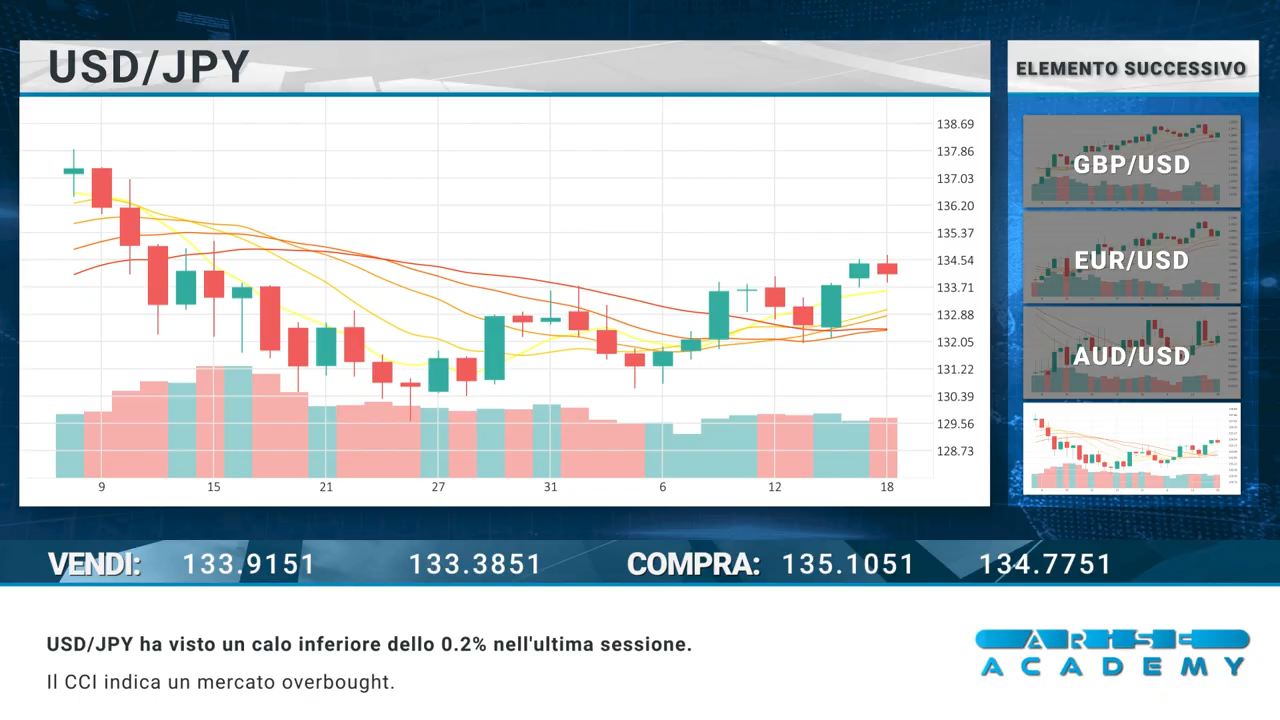 USD/JPY
ELEMENTO SUCCESSIVO
138.69
137.86
137.03
136.20
135.37
134.54
133.71
132.88
132.05
131.22
130.39
129.56
128.73
9 15 21 27 31 6 12 18
GBP/USD
EUR/USD
AUD/USD
VENDI: 133.9151 133.3851 COMPRA: 135.1051 134.7751
USD/JPY ha visto un calo inferiore dello 0.2% nell'ultima sessione.
Il CCI indica un mercato overbought.
ARISE
ACADEMY